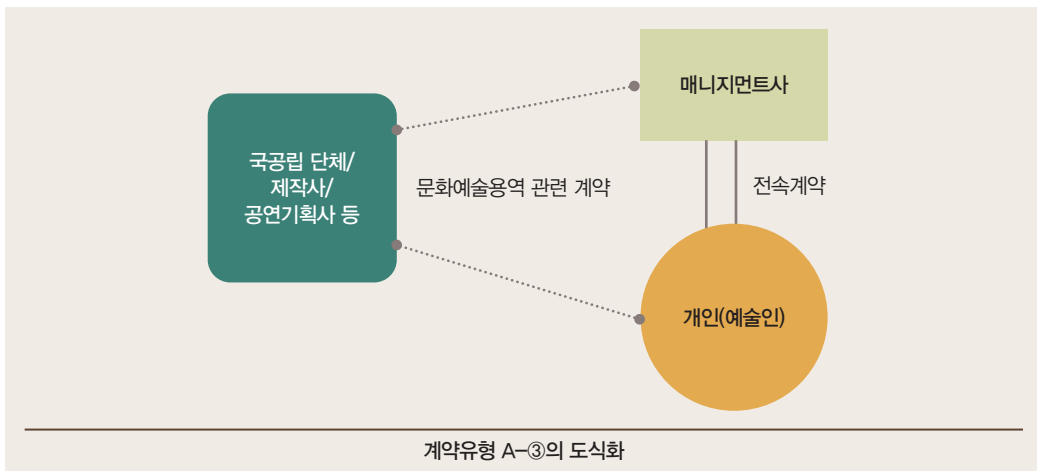 매니지먼트사
국공립 단체/
제작사/
공연기획사 등
문화예술용역 관련 계약
전속계약
개인(예술인)
계약유형 A–③의 도식화